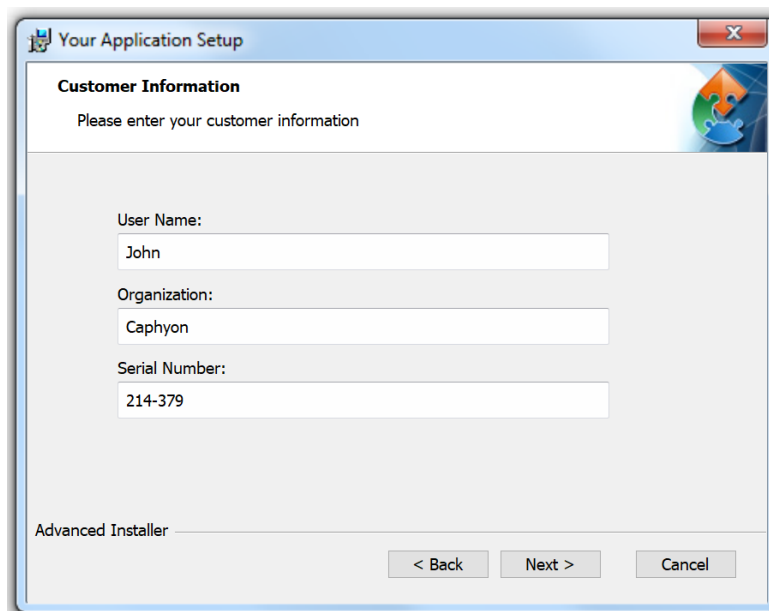 Your Application Setup
Customer Information
Please enter your customer information
User Name:
John
Organization:
Caphyon
Serial Number:
214-379
Advanced Installer
< Back Next > Cancel